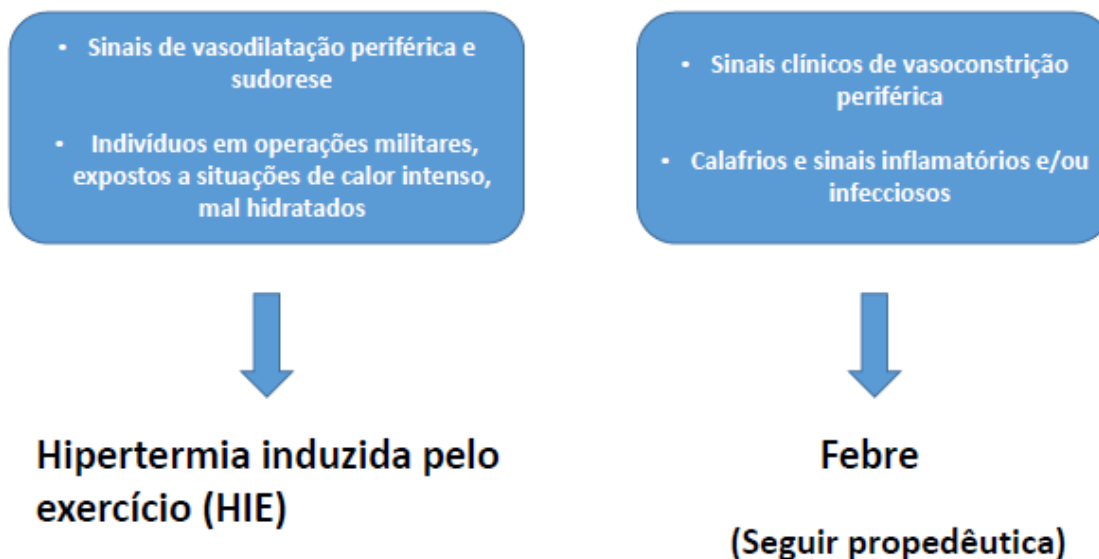 • Sinais de vasodilatação periférica e
sudorese
• Indivíduos em operações militares,
expostos a situações de calor intenso,
mal hidratados
Hipertermia induzida pelo
exercício (HIE)
• Sinais clínicos de vasoconstrição
periférica
• Calafrios e sinais inflamatórios e/ou
infecciosos
Febre
(Seguir propedêutica)